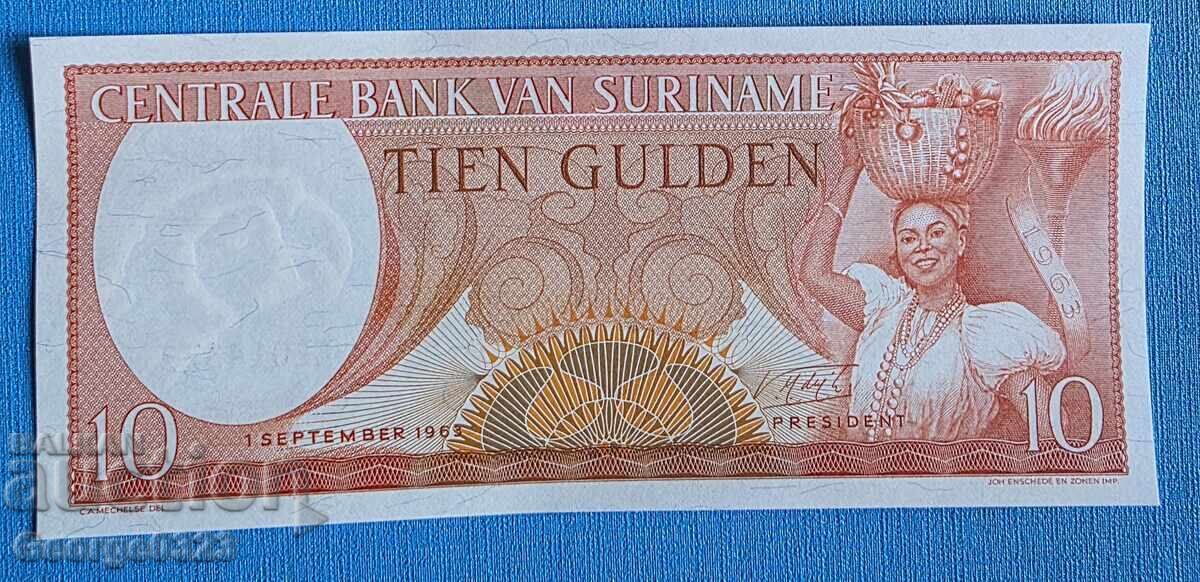 CENTRALE BANK VAN SURINAME
TIEN GULDEN
1963
PRESIDENT
1 SEPTEMBER 1963
10
10
C.A.MECHELSE DEL.
JOH. ENSCHEDE EN ZONEN IMP.
BALKAN
auction
George0323